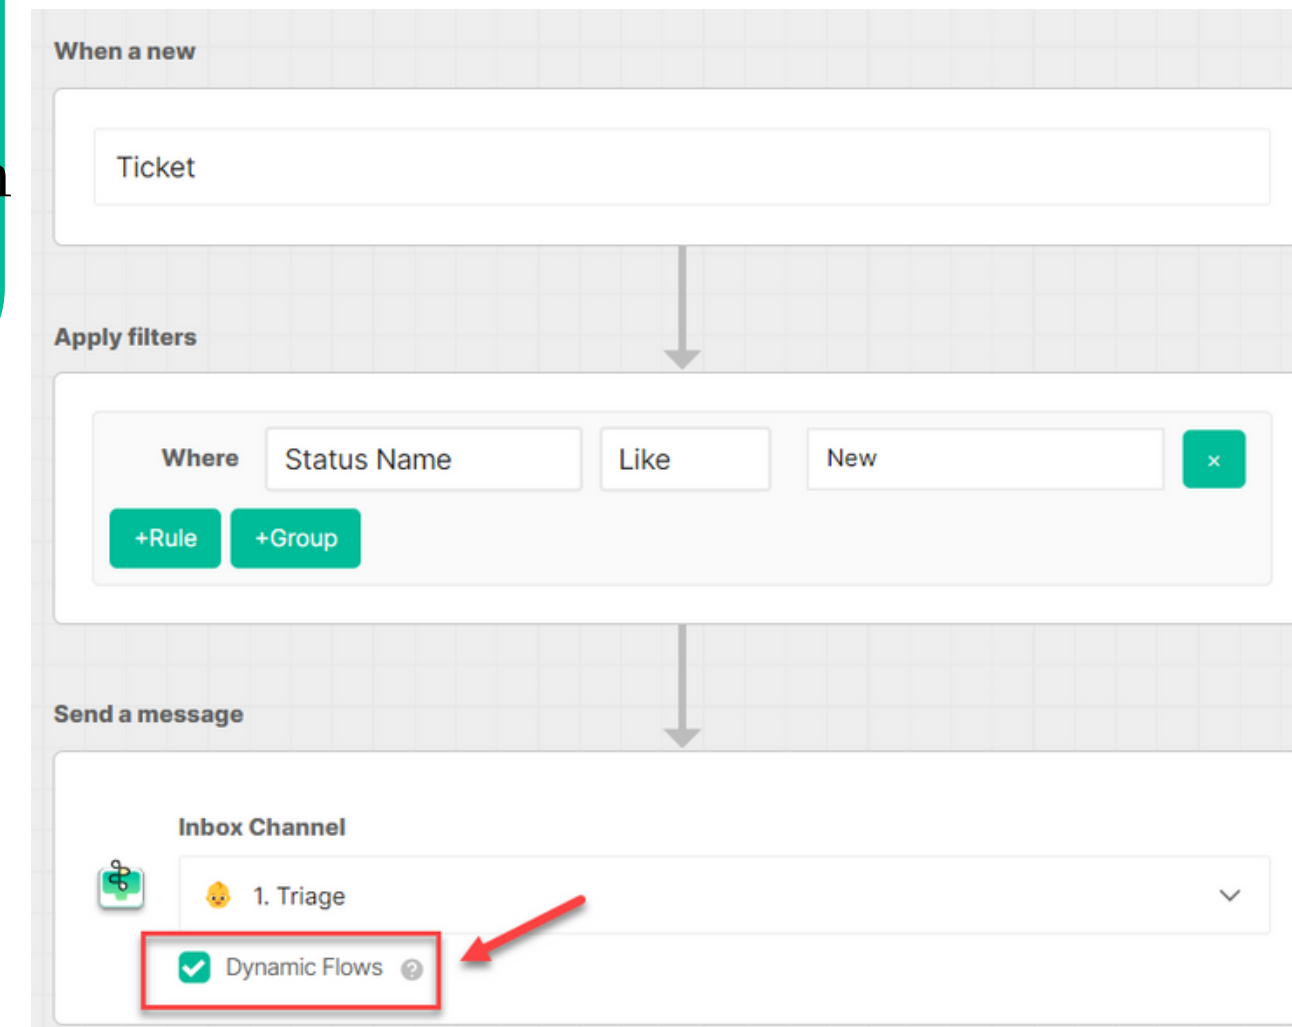 When a new
Ticket
Apply filters
Where Status Name Like New ×
+Rule +Group
Send a message
Inbox Channel
1. Triage
Dynamic Flows ?